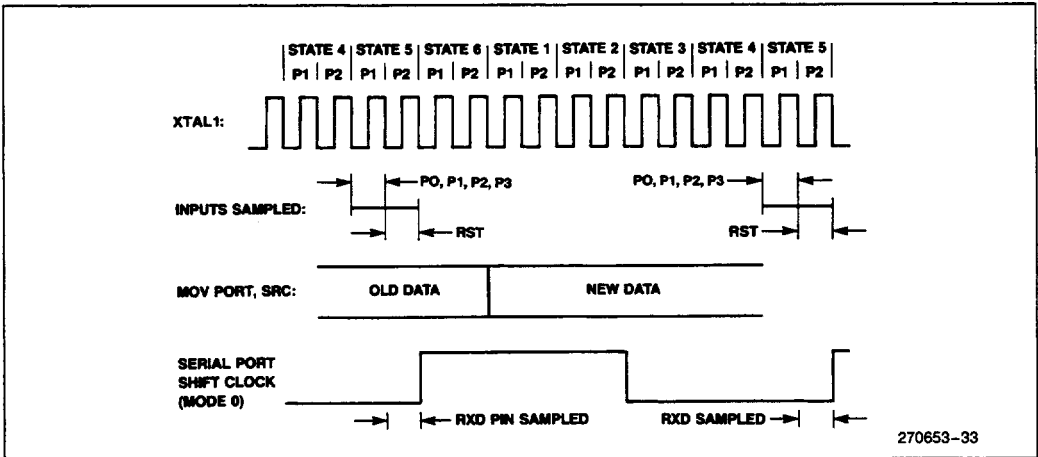 STATE 4 | STATE 5 | STATE 6 | STATE 1 | STATE 2 | STATE 3 | STATE 4 | STATE 5
P1 | P2 | P1 | P2 | P1 | P2 | P1 | P2 | P1 | P2 | P1 | P2 | P1 | P2 | P1 | P2
XTAL1:
PO, P1, P2, P3 PO, P1, P2, P3
INPUTS SAMPLED:
RST RST
MOV PORT, SRC: OLD DATA NEW DATA
SERIAL PORT
SHIFT CLOCK
(MODE 0)
RXD PIN SAMPLED RXD SAMPLED
270653-33